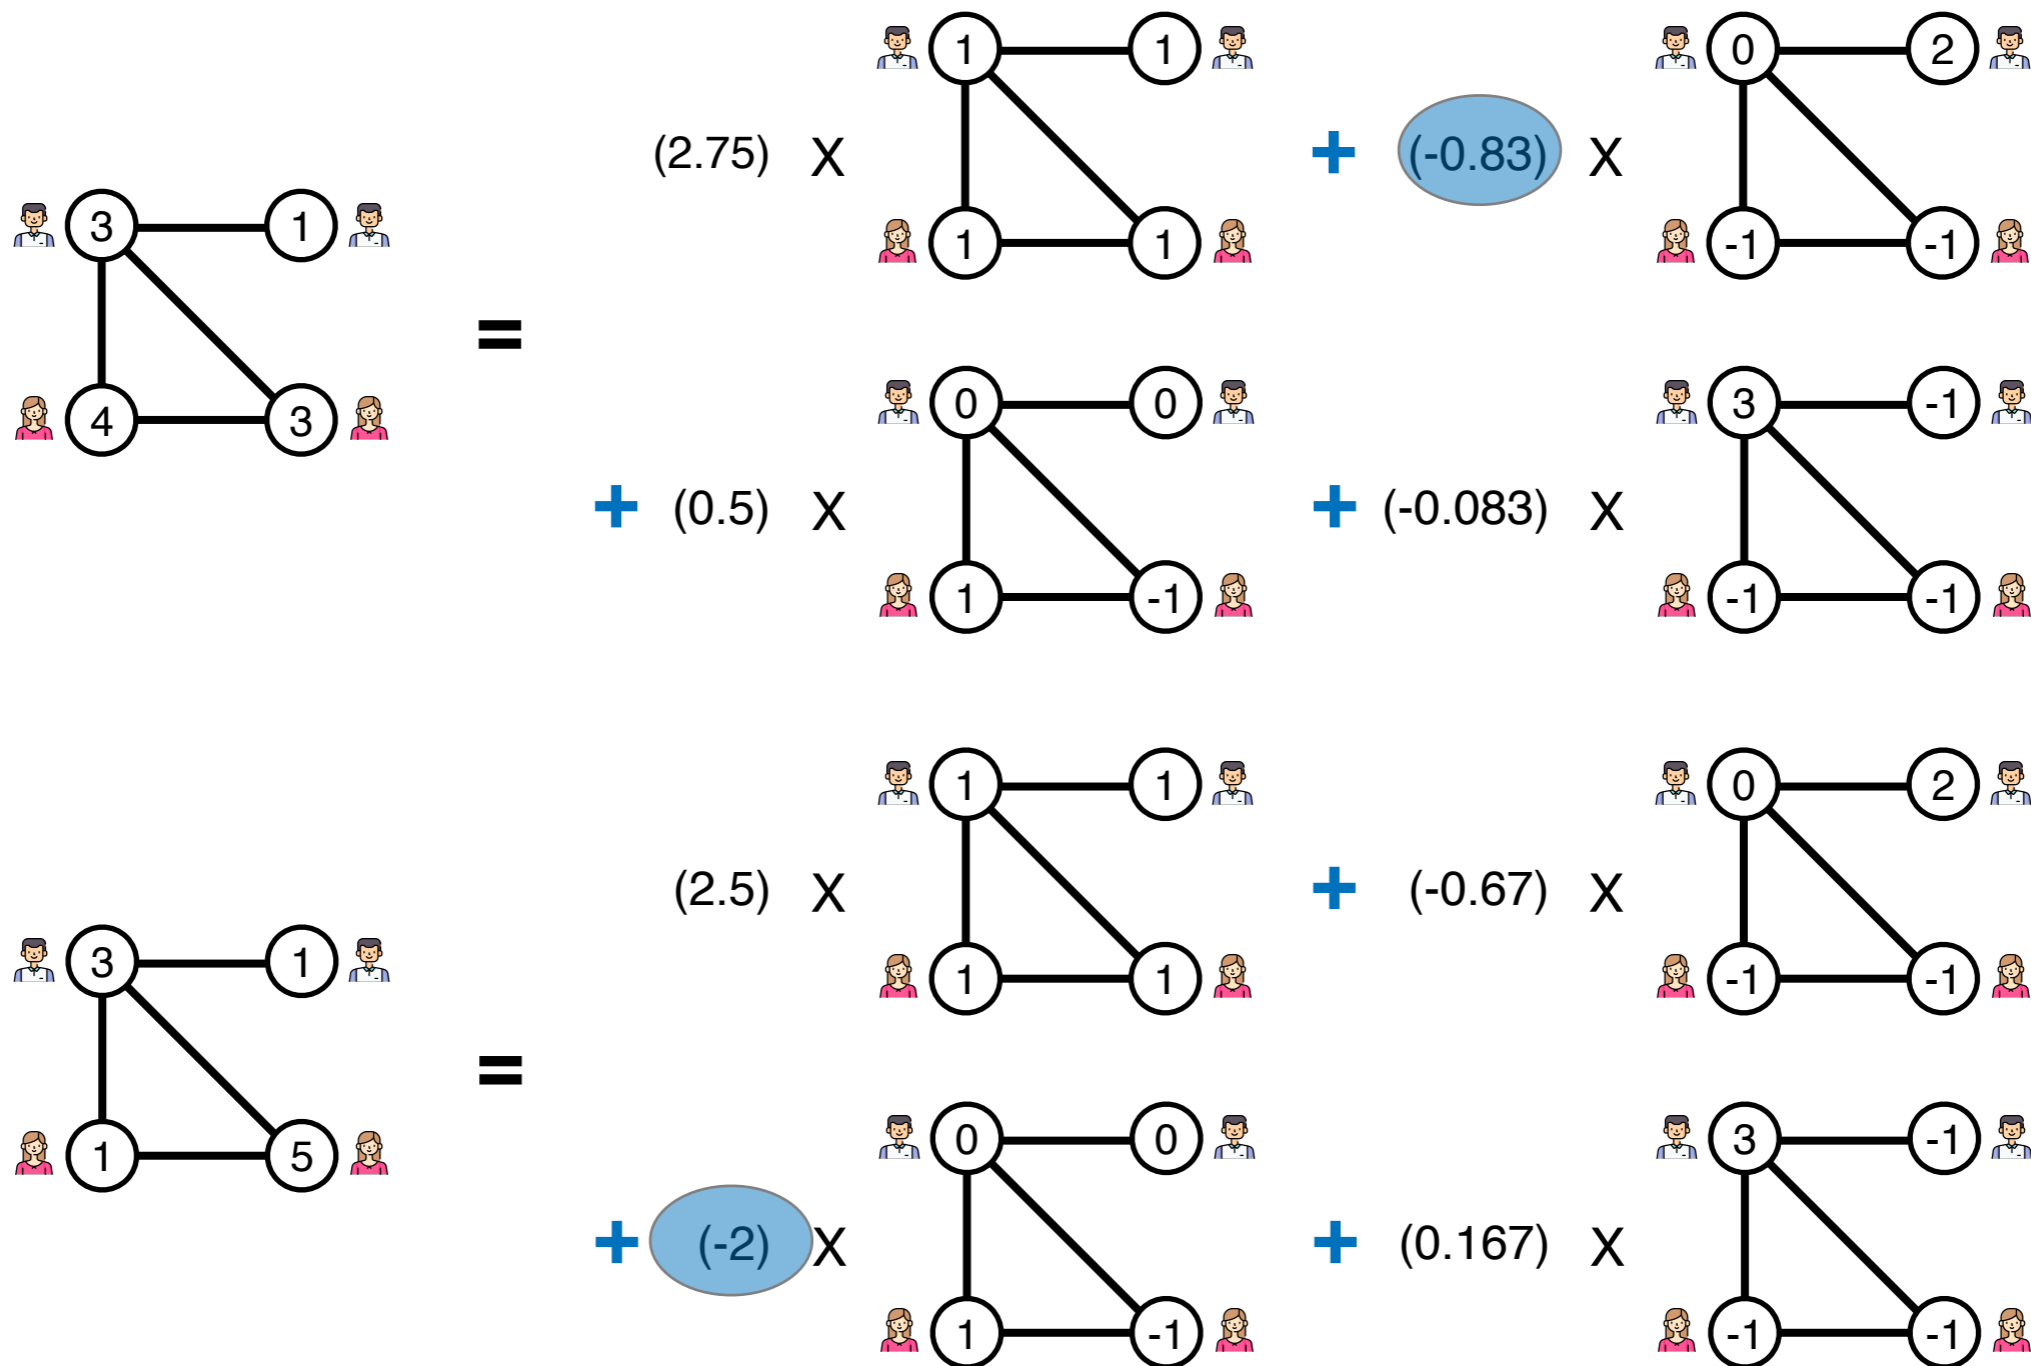 1 1 0 2
(2.75) X + (-0.83) X
3 1
1 1 -1 -1
=
0 0 3 -1
4 3
+ (0.5) X + (-0.083) X
1 -1 -1 -1
1 1 0 2
(2.5) X + (-0.67) X
3 1
1 1 -1 -1
=
0 0 3 -1
1 5
+ (-2) X + (0.167) X
1 -1 -1 -1